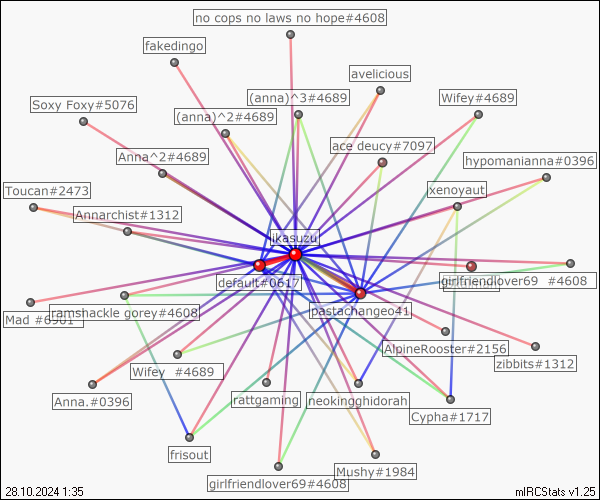 no cops no laws no hope#4608
fakedingo
avelicious
Soxy Foxy#5076
(anna)^3#4689
Wifey#4689
(anna)^2#4689
ace deucy#7097
Anna^2#4689
hypomanianna#0396
Toucan#2473
xenoyaut
Annarchist#1312
ikasuzu
default#0617
girlfriendlover69 #4608
Mad #6901
ramshackle gorey#4608
pastachangeo41
AlpineRooster#2156
Wifey #4689
zibbits#1312
Anna.#0396
rattgaming
neokingghidorah
Cypha#1717
frisout
Mushy#1984
girlfriendlover69#4608
28.10.2024 1:35
mIRCStats v1.25